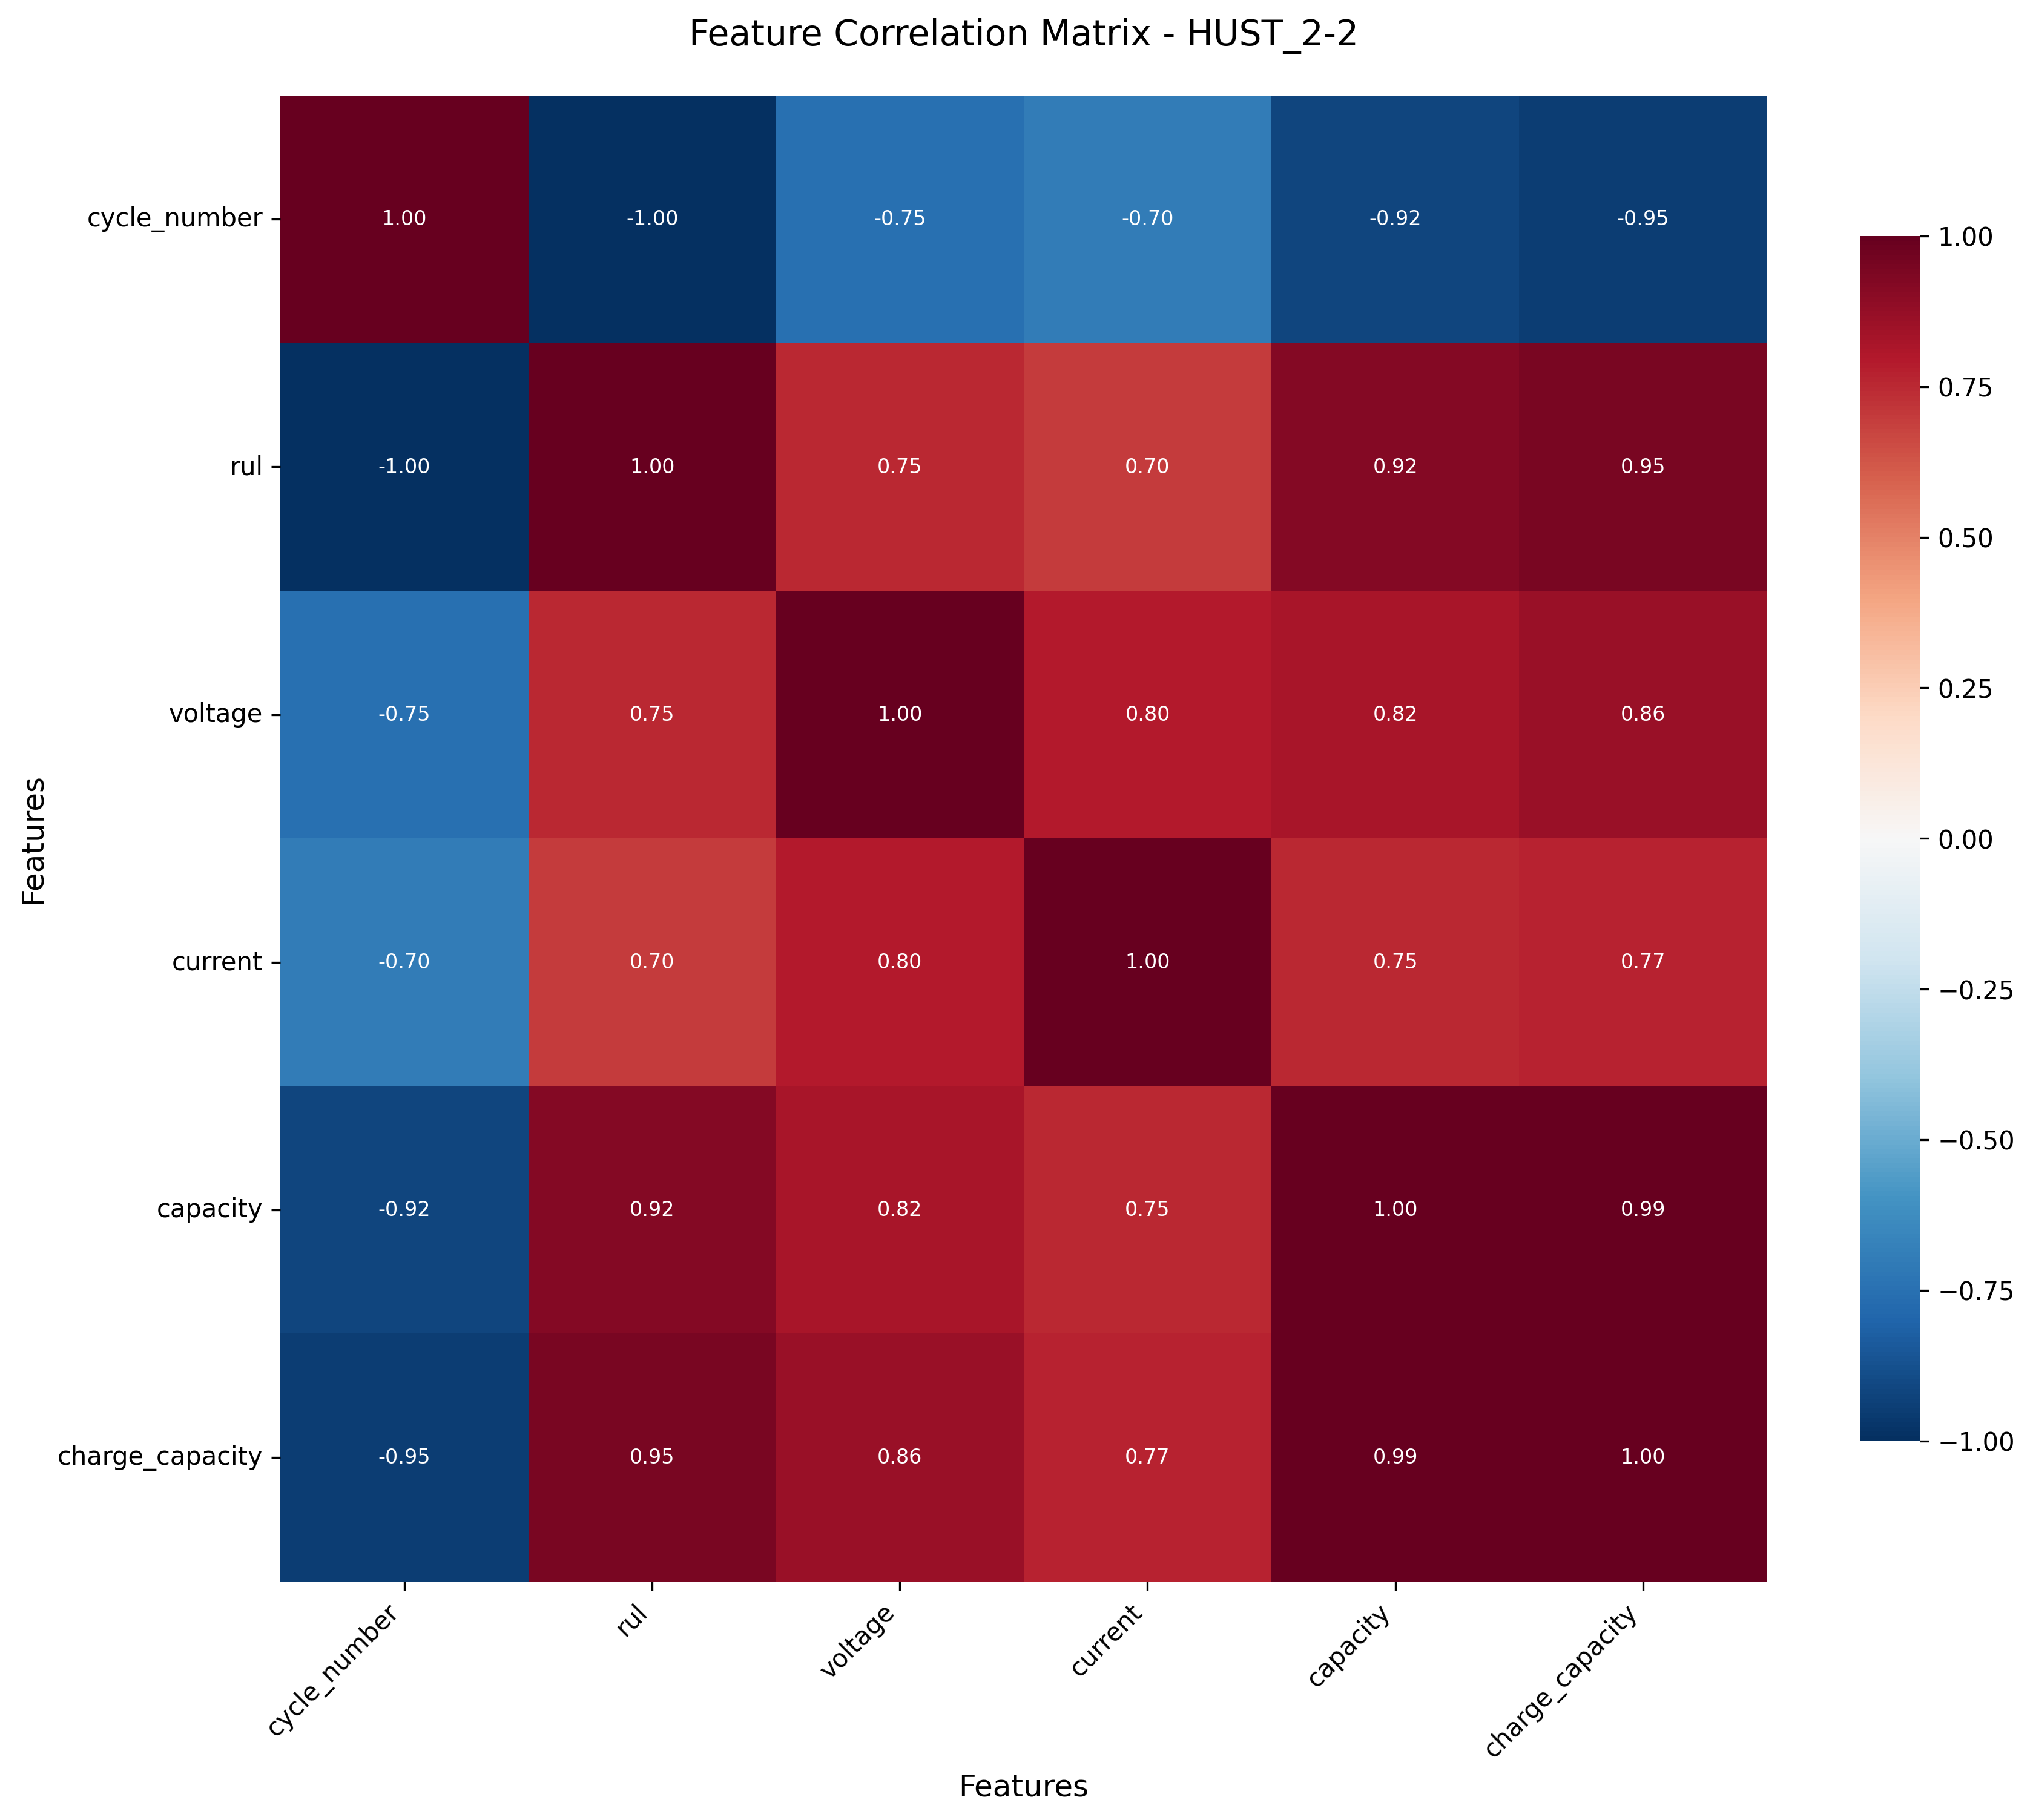 Feature Correlation Matrix - HUST_2-2
cycle_number 1.00 -1.00 -0.75 -0.70 -0.92 -0.95
rul -1.00 1.00 0.75 0.70 0.92 0.95
voltage -0.75 0.75 1.00 0.80 0.82 0.86
current -0.70 0.70 0.80 1.00 0.75 0.77
capacity -0.92 0.92 0.82 0.75 1.00 0.99
charge_capacity -0.95 0.95 0.86 0.77 0.99 1.00
Features
cycle_number rul voltage current capacity charge_capacity
Features
1.00
0.75
0.50
0.25
0.00
−0.25
−0.50
−0.75
−1.00